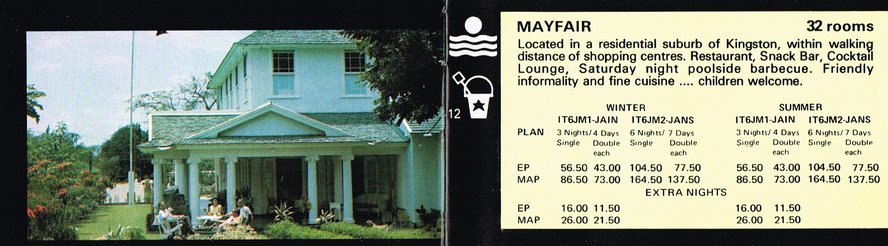 12
MAYFAIR 32 rooms
Located in a residential suburb of Kingston, within walking
distance of shopping centres. Restaurant, Snack Bar, Cocktail
Lounge, Saturday night poolside barbecue. Friendly
informality and fine cuisine .... children welcome.
WINTER SUMMER
IT6JM1-JAIN IT6JM2-JANS IT6JM1-JAIN IT6JM2-JANS
PLAN 3 Nights/4 Days 6 Nights/7 Days 3 Nights/4 Days 6 Nights/7 Days
Single Double Single Double Single Double Single Double
each each each each
EP 56.50 43.00 104.50 77.50 56.50 43.00 104.50 77.50
MAP 86.50 73.00 164.50 137.50 86.50 73.00 164.50 137.50
EXTRA NIGHTS
EP 16.00 11.50 16.00 11.50
MAP 26.00 21.50 26.00 21.50